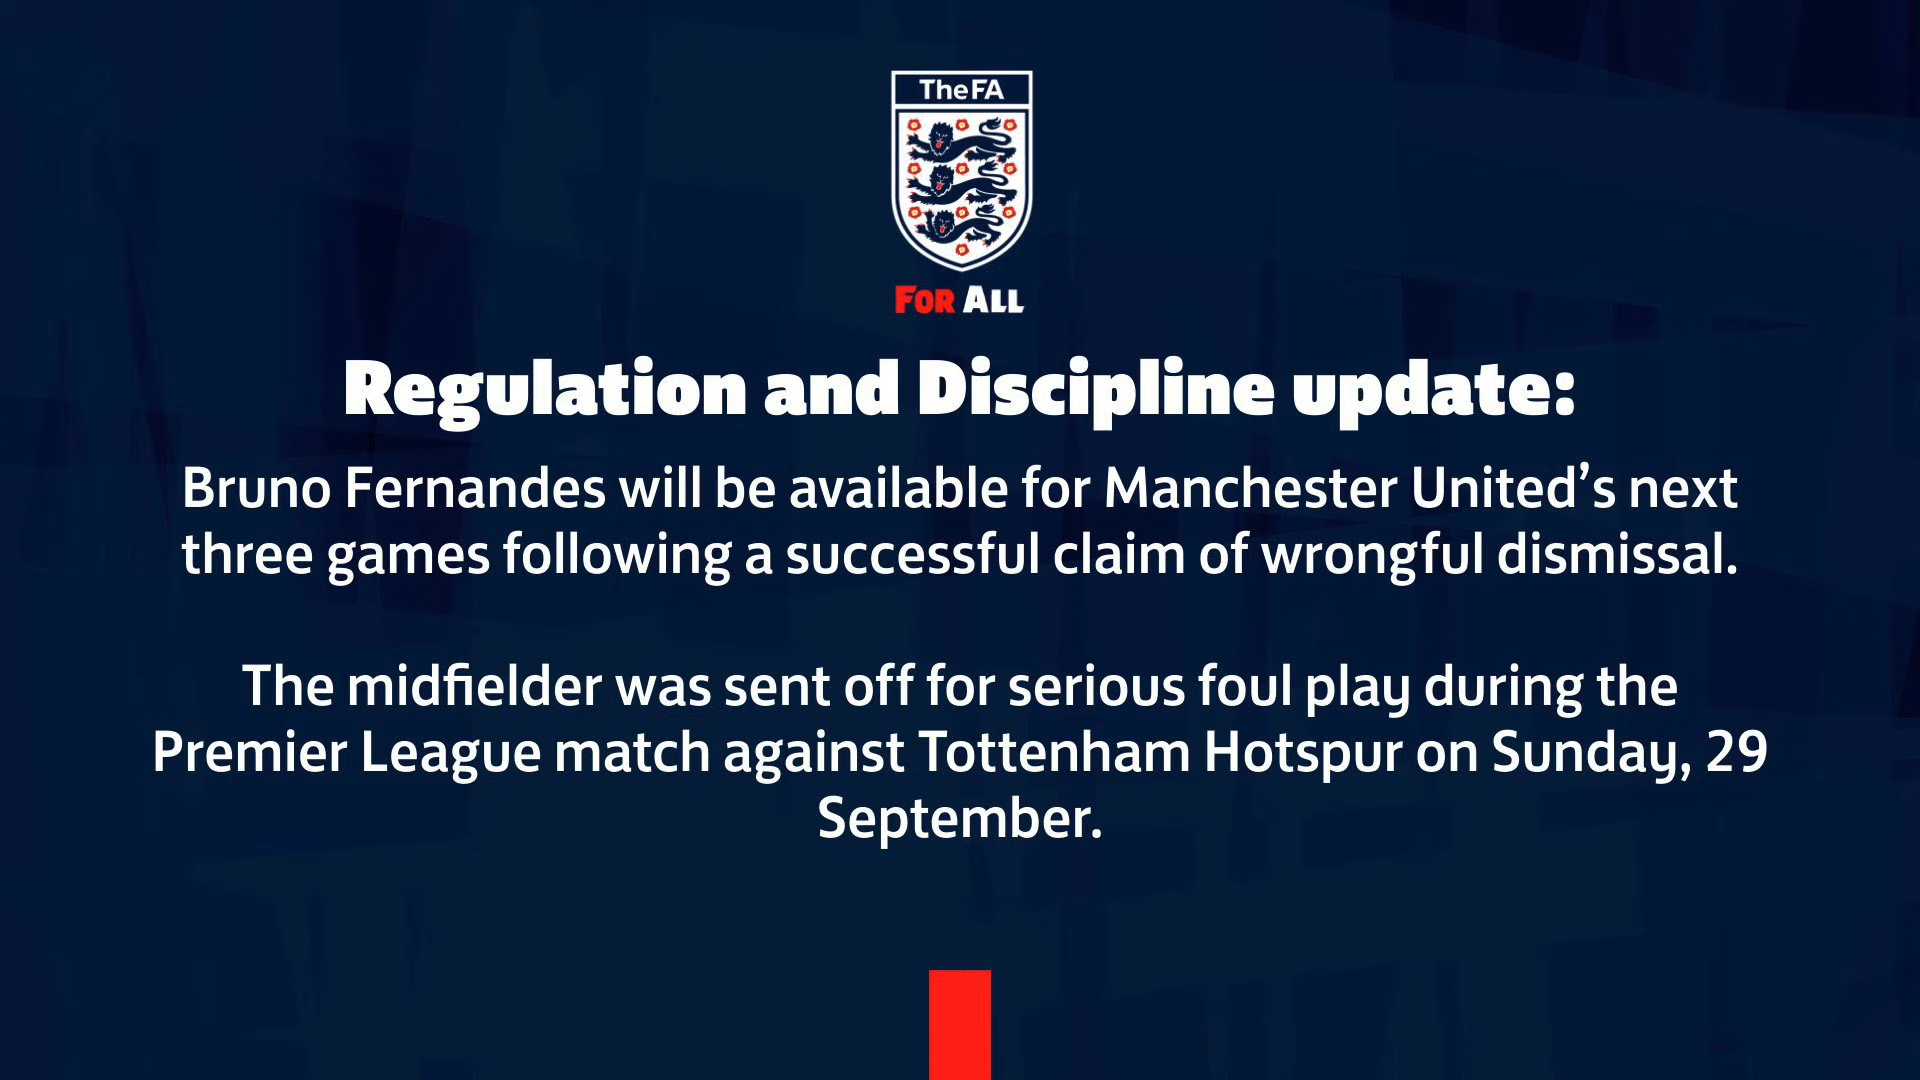 TheFA
FOR ALL
Regulation and Discipline update:
Bruno Fernandes will be available for Manchester United’s next
three games following a successful claim of wrongful dismissal.
The midfielder was sent off for serious foul play during the
Premier League match against Tottenham Hotspur on Sunday, 29
September.